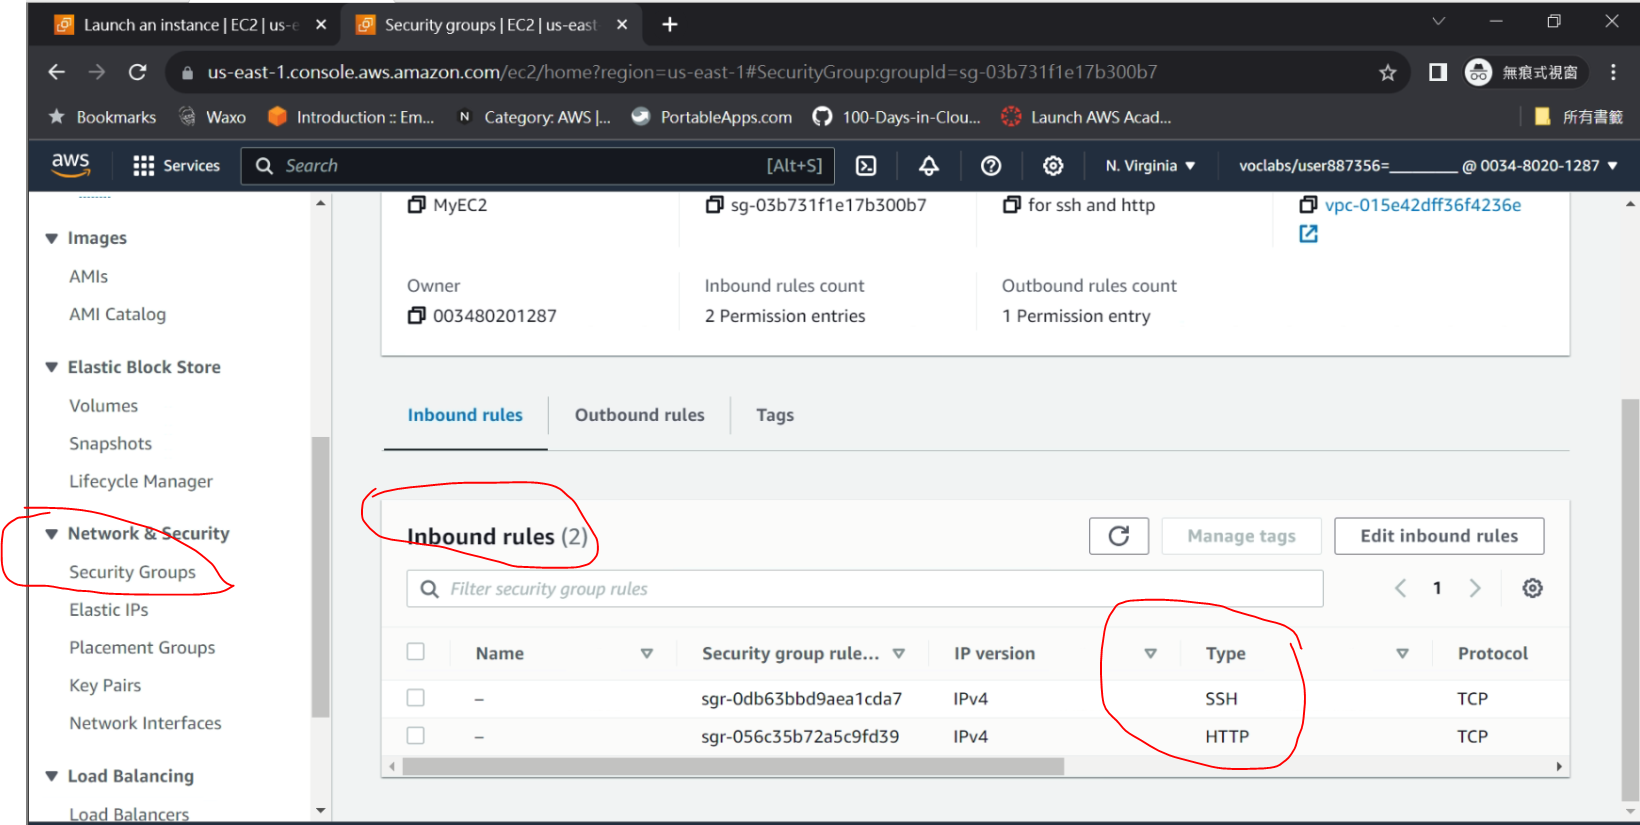 Launch an instance | EC2 | us-e
Security groups | EC2 | us-east
us-east-1.console.aws.amazon.com/ec2/home?region=us-east-1#SecurityGroup:groupId=sg-03b731f1e17b300b7
無痕式視窗
Bookmarks
Waxo
Introduction :: Em...
Category: AWS |...
PortableApps.com
100-Days-in-Clou...
Launch AWS Acad...
所有書籤
aws
Services
Search
[Alt+S]
N. Virginia
voclabs/user887356=________ @ 0034-8020-1287
Images
AMIs
AMI Catalog
Elastic Block Store
Volumes
Snapshots
Lifecycle Manager
Network & Security
Security Groups
Elastic IPs
Placement Groups
Key Pairs
Network Interfaces
Load Balancing
Load Balancers
MyEC2
sg-03b731f1e17b300b7
for ssh and http
vpc-015e42dff36f4236e
Owner
Inbound rules count
Outbound rules count
003480201287
2 Permission entries
1 Permission entry
Inbound rules
Outbound rules
Tags
Inbound rules (2)
Manage tags
Edit inbound rules
Filter security group rules
1
Name
Security group rule...
IP version
Type
Protocol
–
sgr-0db63bbd9aea1cda7
IPv4
SSH
TCP
–
sgr-056c35b72a5c9fd39
IPv4
HTTP
TCP